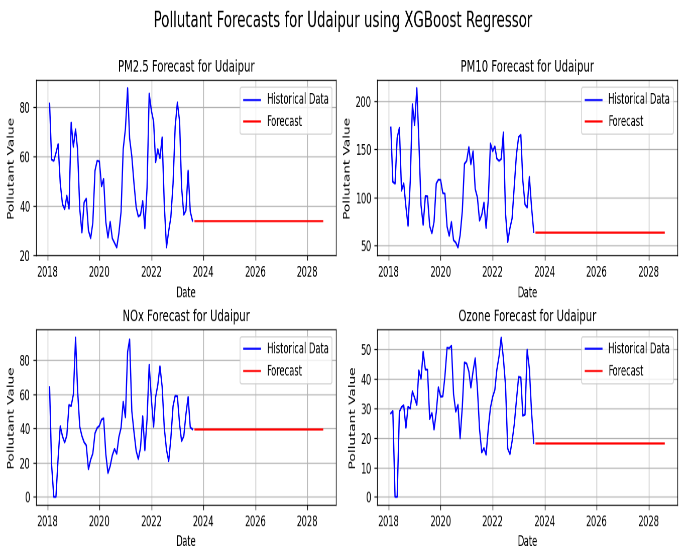 Pollutant Forecasts for Udaipur using XGBoost Regressor
PM2.5 Forecast for Udaipur
Pollutant Value
80
60
40
20
Historical Data
Forecast
2018 2020 2022 2024 2026 2028
Date
PM10 Forecast for Udaipur
Pollutant Value
200
150
100
50
Historical Data
Forecast
2018 2020 2022 2024 2026 2028
Date
NOx Forecast for Udaipur
Pollutant Value
80
60
40
20
0
Historical Data
Forecast
2018 2020 2022 2024 2026 2028
Date
Ozone Forecast for Udaipur
Pollutant Value
50
40
30
20
10
0
Historical Data
Forecast
2018 2020 2022 2024 2026 2028
Date